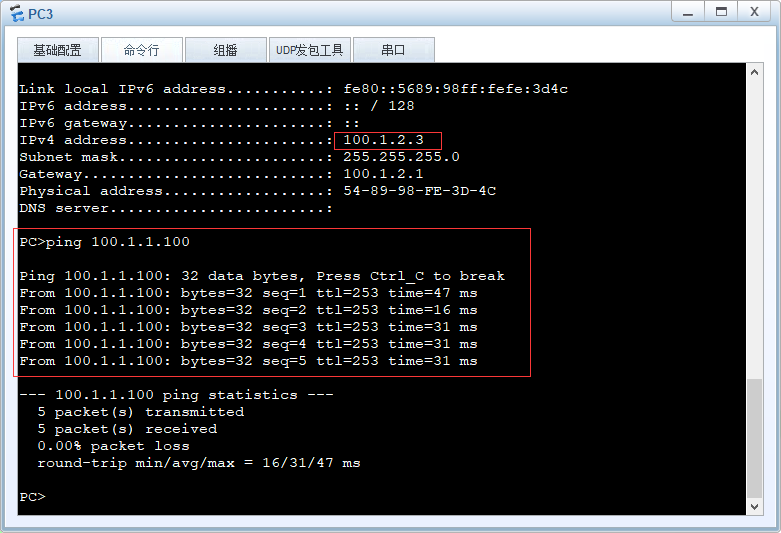 PC3
基础配置 命令行 组播 UDP发包工具 串口
Link local IPv6 address...........: fe80::5689:98ff:fefe:3d4c
IPv6 address......................: :: / 128
IPv6 gateway......................: ::
IPv4 address......................: 100.1.2.3
Subnet mask.......................: 255.255.255.0
Gateway...........................: 100.1.2.1
Physical address..................: 54-89-98-FE-3D-4C
DNS server........................:
PC>ping 100.1.1.100
Ping 100.1.1.100: 32 data bytes, Press Ctrl_C to break
From 100.1.1.100: bytes=32 seq=1 ttl=253 time=47 ms
From 100.1.1.100: bytes=32 seq=2 ttl=253 time=16 ms
From 100.1.1.100: bytes=32 seq=3 ttl=253 time=31 ms
From 100.1.1.100: bytes=32 seq=4 ttl=253 time=31 ms
From 100.1.1.100: bytes=32 seq=5 ttl=253 time=31 ms
--- 100.1.1.100 ping statistics ---
5 packet(s) transmitted
5 packet(s) received
0.00% packet loss
round-trip min/avg/max = 16/31/47 ms
PC>